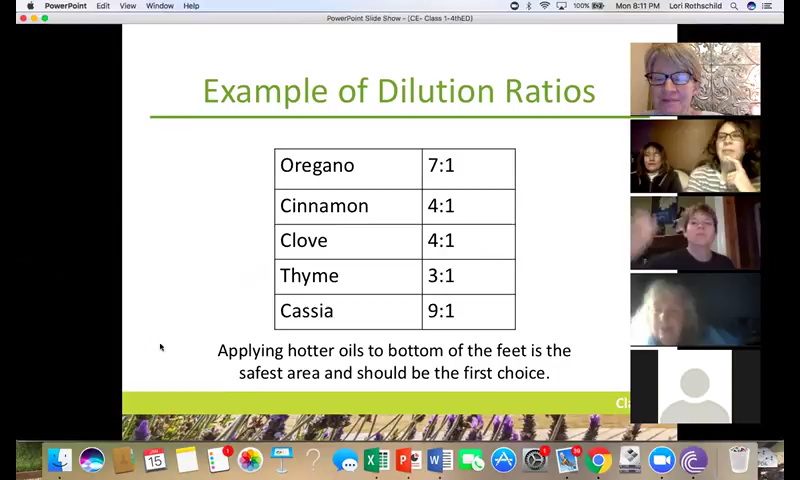 PowerPoint Edit View Window Help 100% Mon 8:11 PM Lori Rothschild
PowerPoint Slide Show - [CE- Class 1-4thED]
Example of Dilution Ratios
Oregano 7:1
Cinnamon 4:1
Clove 4:1
Thyme 3:1
Cassia 9:1
Applying hotter oils to bottom of the feet is the
safest area and should be the first choice.
JAN
15